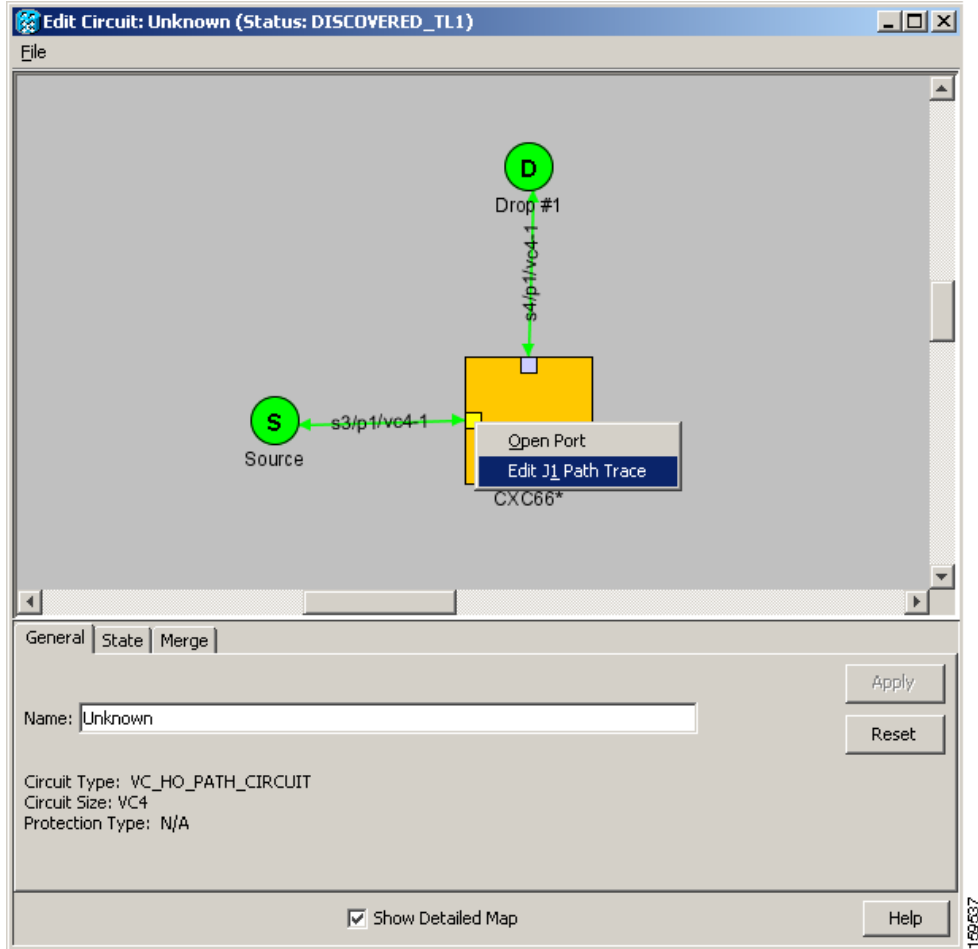 Edit Circuit: Unknown (Status: DISCOVERED_TL1)
File
D
Drop #1
s4/p1/vc4-1
S
s3/p1/vc4-1
Source
Open Port
Edit J1 Path Trace
CXC66*
General State Merge
Apply
Name: Unknown
Reset
Circuit Type: VC_HO_PATH_CIRCUIT
Circuit Size: VC4
Protection Type: N/A
Show Detailed Map
Help
159537